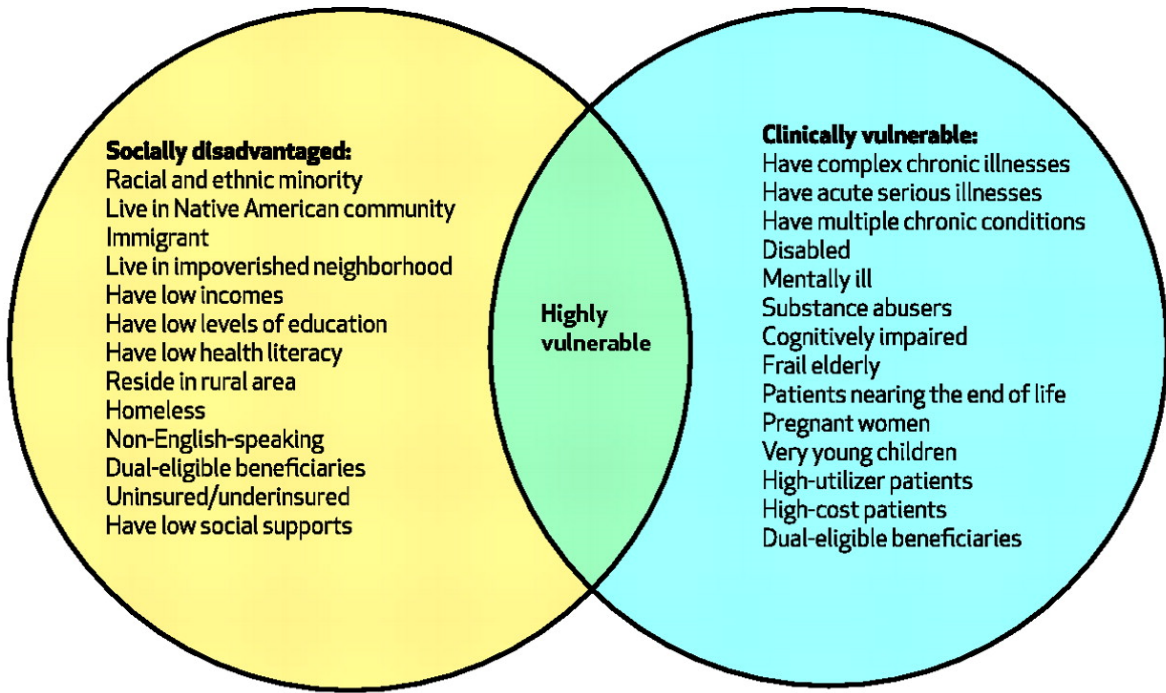 Socially disadvantaged:
Racial and ethnic minority
Live in Native American community
Immigrant
Live in impoverished neighborhood
Have low incomes
Have low levels of education
Have low health literacy
Reside in rural area
Homeless
Non-English-speaking
Dual-eligible beneficiaries
Uninsured/underinsured
Have low social supports
Highly
vulnerable
Clinically vulnerable:
Have complex chronic illnesses
Have acute serious illnesses
Have multiple chronic conditions
Disabled
Mentally ill
Substance abusers
Cognitively impaired
Frail elderly
Patients nearing the end of life
Pregnant women
Very young children
High-utilizer patients
High-cost patients
Dual-eligible beneficiaries